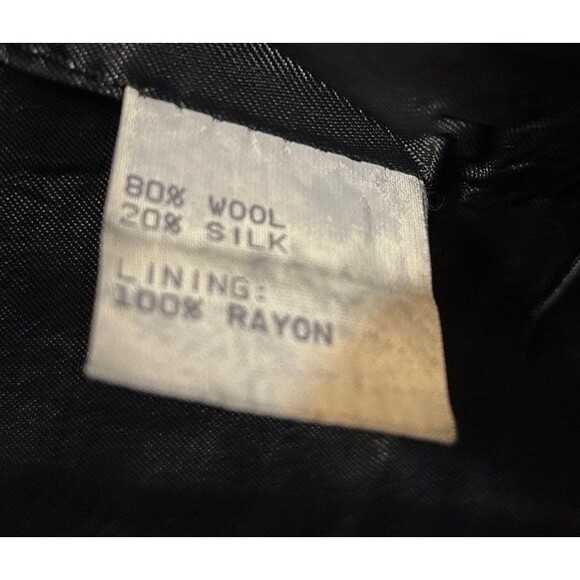 80% WOOL
20% SILK
LINING:
100% RAYON